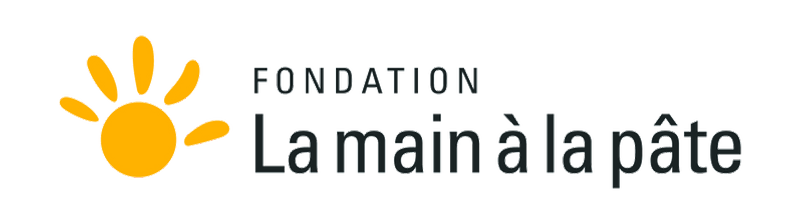 FONDATION
La main à la pâte